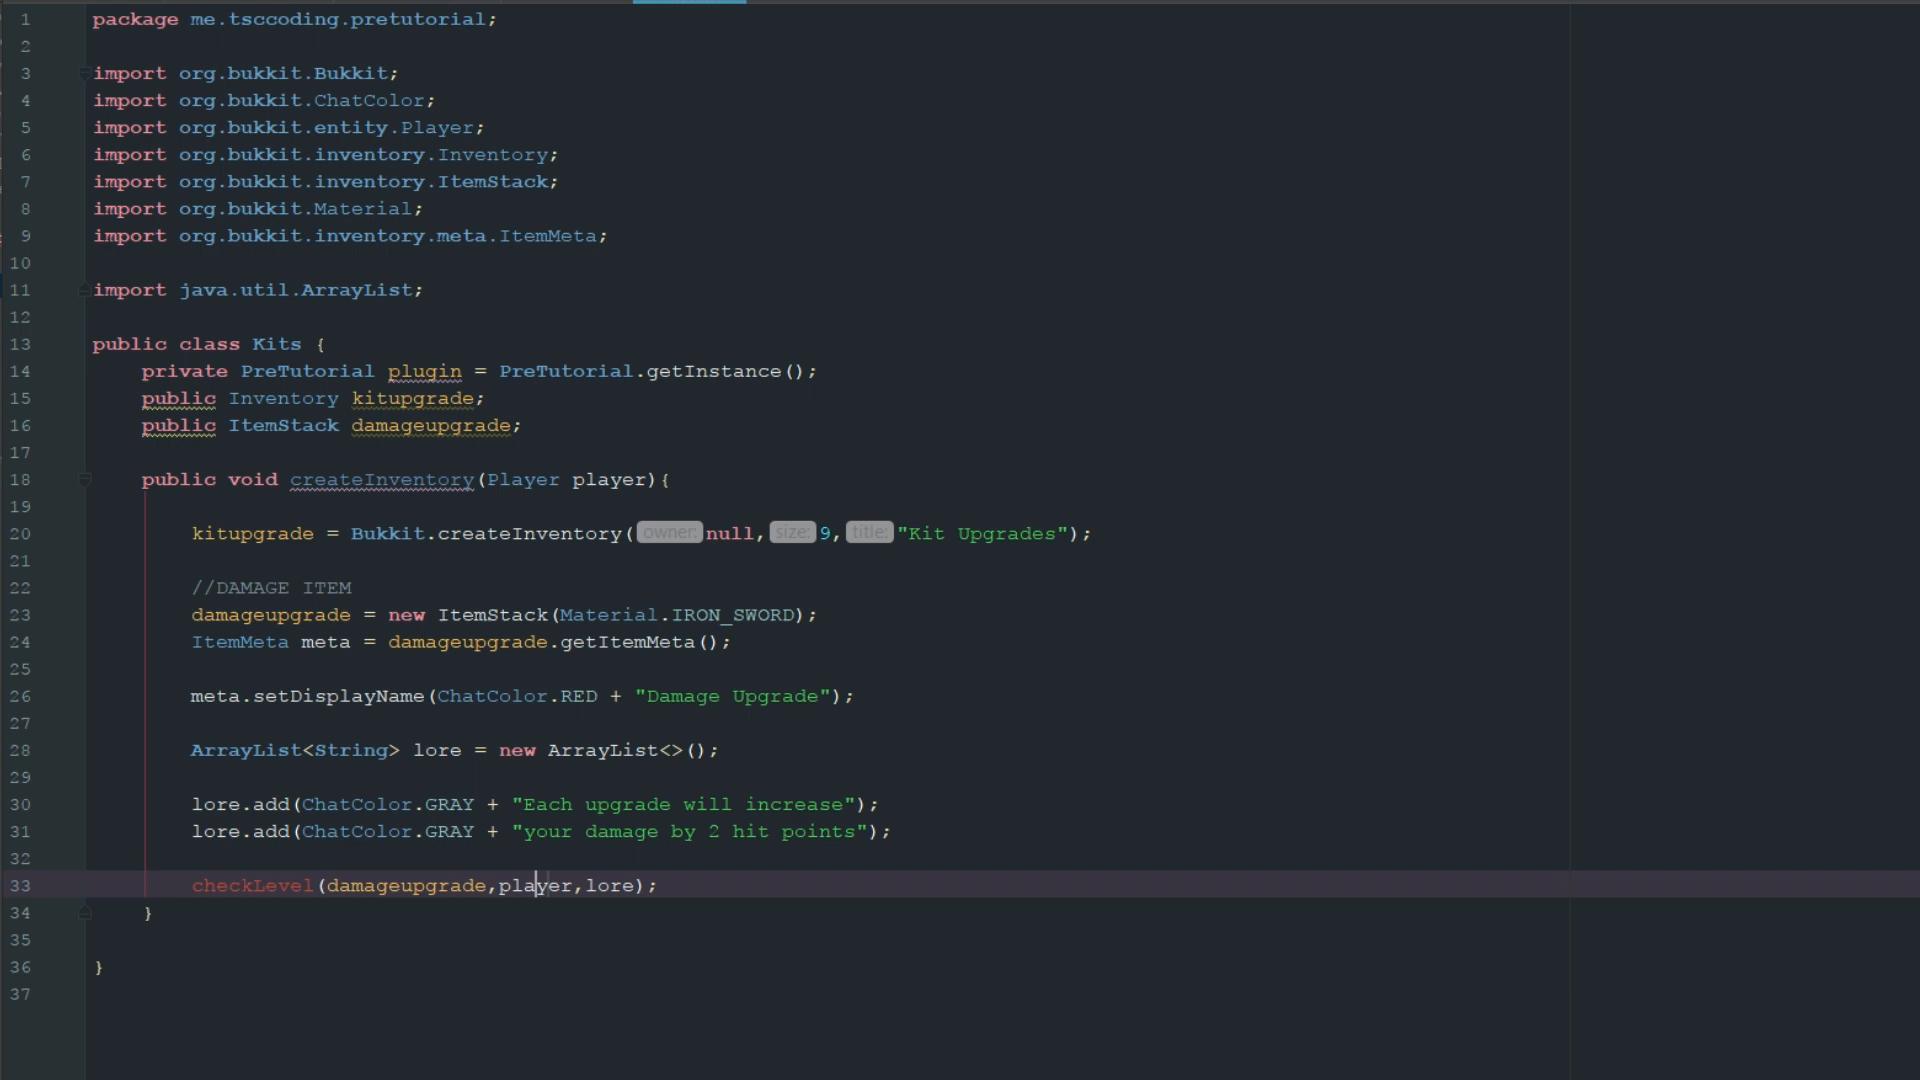 1 package me.tsccoding.pretutorial;
2
3 import org.bukkit.Bukkit;
4 import org.bukkit.ChatColor;
5 import org.bukkit.entity.Player;
6 import org.bukkit.inventory.Inventory;
7 import org.bukkit.inventory.ItemStack;
8 import org.bukkit.Material;
9 import org.bukkit.inventory.meta.ItemMeta;
10
11 import java.util.ArrayList;
12
13 public class Kits {
14 private PreTutorial plugin = PreTutorial.getInstance();
15 public Inventory kitupgrade;
16 public ItemStack damageupgrade;
17
18 public void createInventory(Player player){
19
20 kitupgrade = Bukkit.createInventory( owner: null, size: 9, title: "Kit Upgrades");
21
22 //DAMAGE ITEM
23 damageupgrade = new ItemStack(Material.IRON_SWORD);
24 ItemMeta meta = damageupgrade.getItemMeta();
25
26 meta.setDisplayName(ChatColor.RED + "Damage Upgrade");
27
28 ArrayList<String> lore = new ArrayList<>();
29
30 lore.add(ChatColor.GRAY + "Each upgrade will increase");
31 lore.add(ChatColor.GRAY + "your damage by 2 hit points");
32
33 checkLevel(damageupgrade,player,lore);
34 }
35
36 }
37